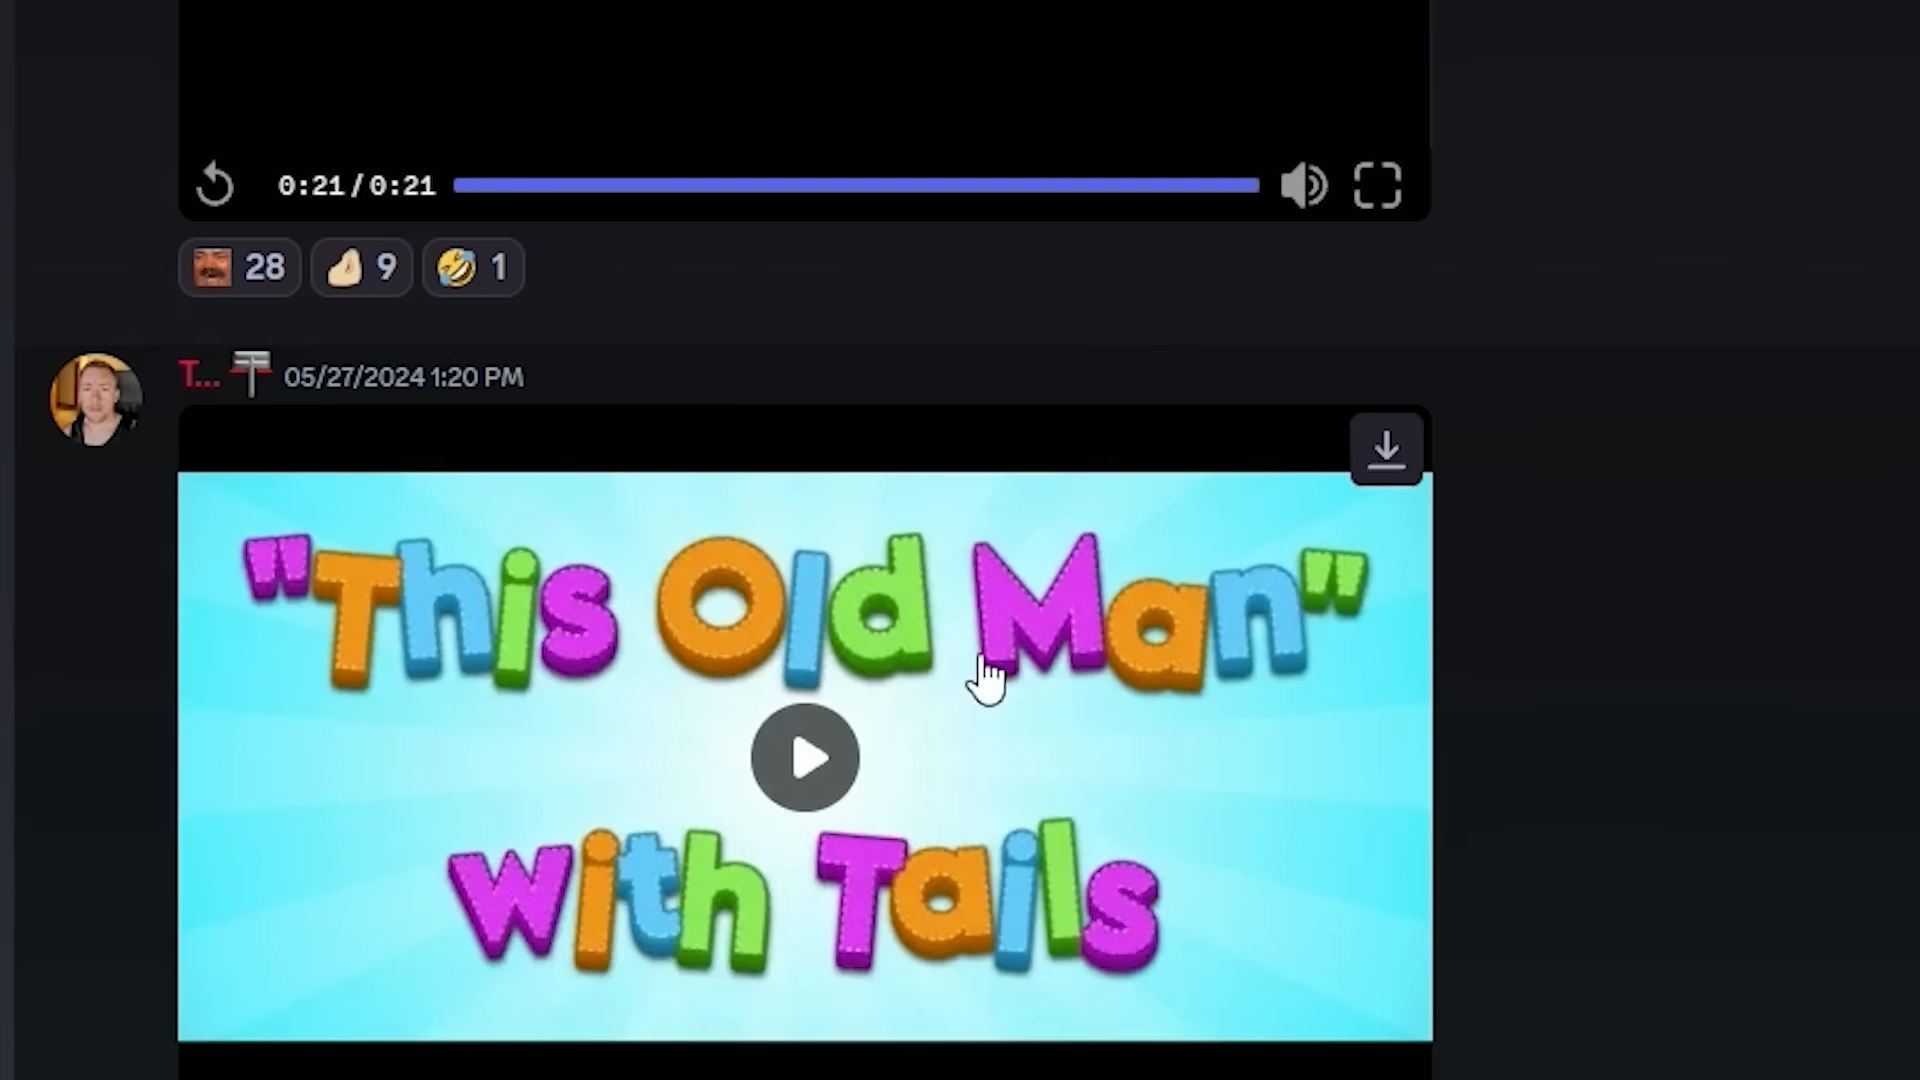 0:21/0:21
28 9 1
T... 05/27/2024 1:20 PM
"This Old Man"
with Tails